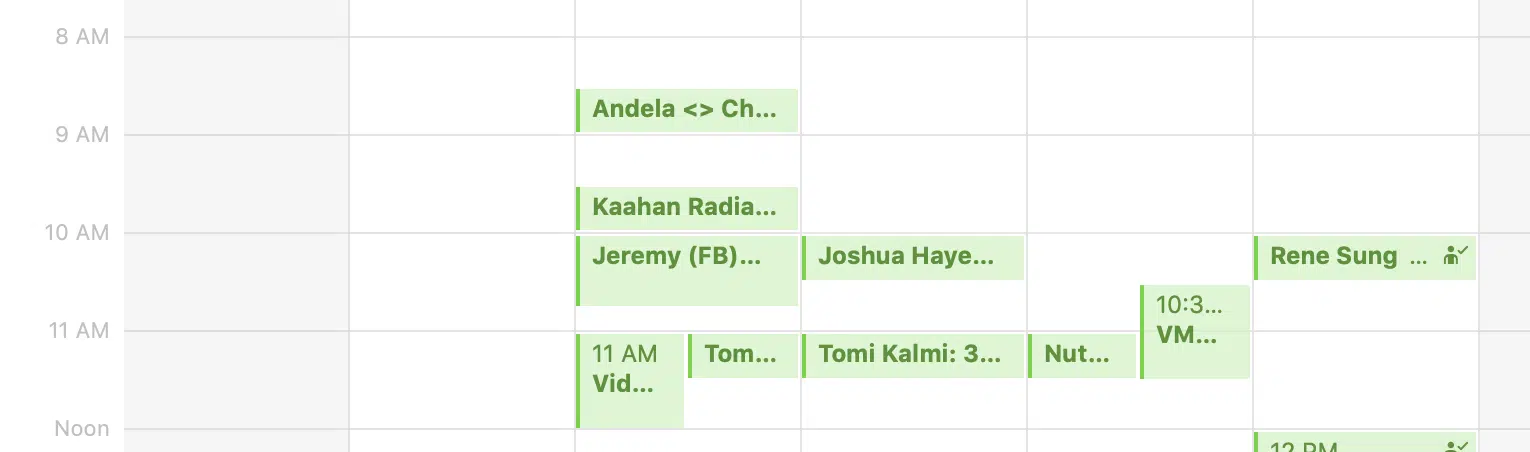 8 AM
Andela <> Ch...
9 AM
Kaahan Radia...
10 AM
Jeremy (FB)...
Joshua Haye...
Rene Sung ...
10:3...
VM...
11 AM
11 AM
Vid...
Tom...
Tomi Kalmi: 3...
Nut...
Noon
12 PM